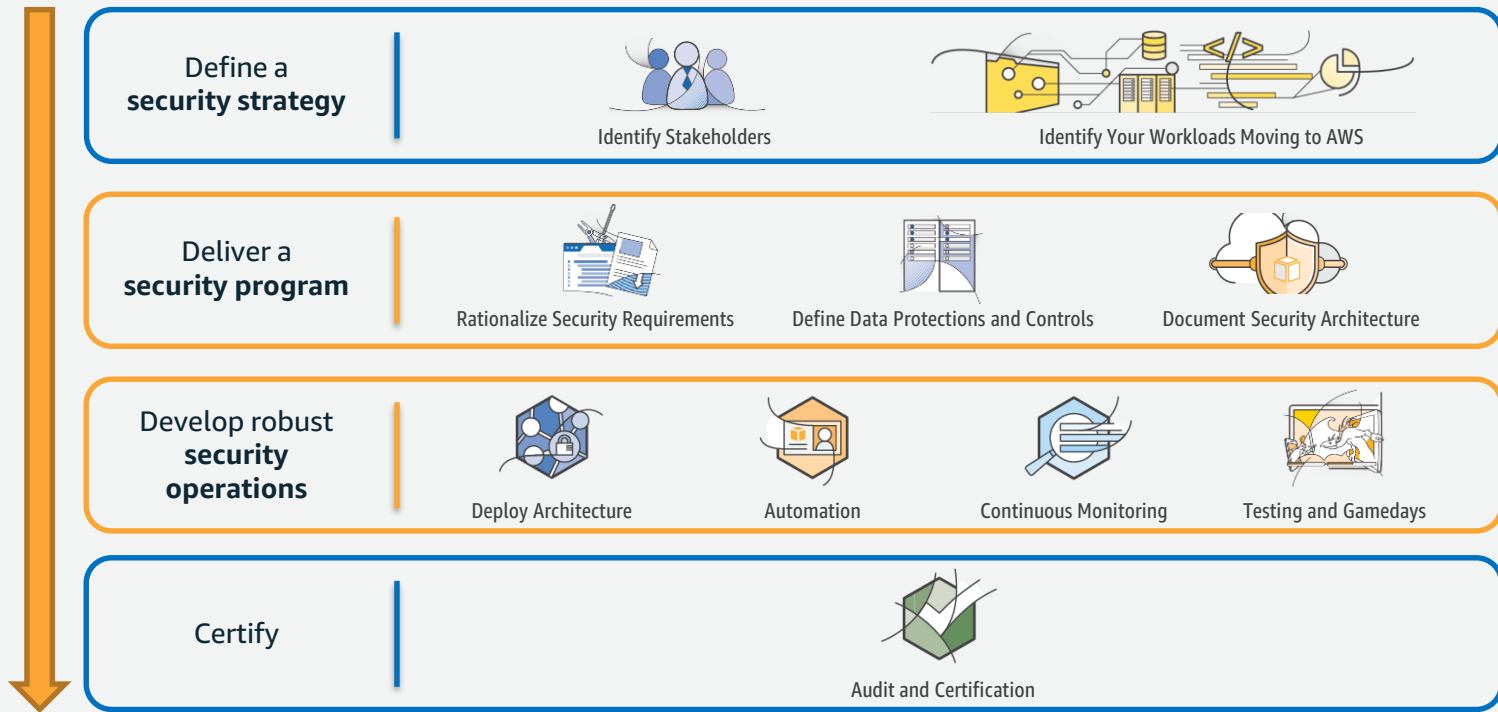 Define a
security strategy
Identify Stakeholders
Identify Your Workloads Moving to AWS
Deliver a
security program
Rationalize Security Requirements
Define Data Protections and Controls
Document Security Architecture
Develop robust
security
operations
Deploy Architecture
Automation
Continuous Monitoring
Testing and Gamedays
Certify
Audit and Certification